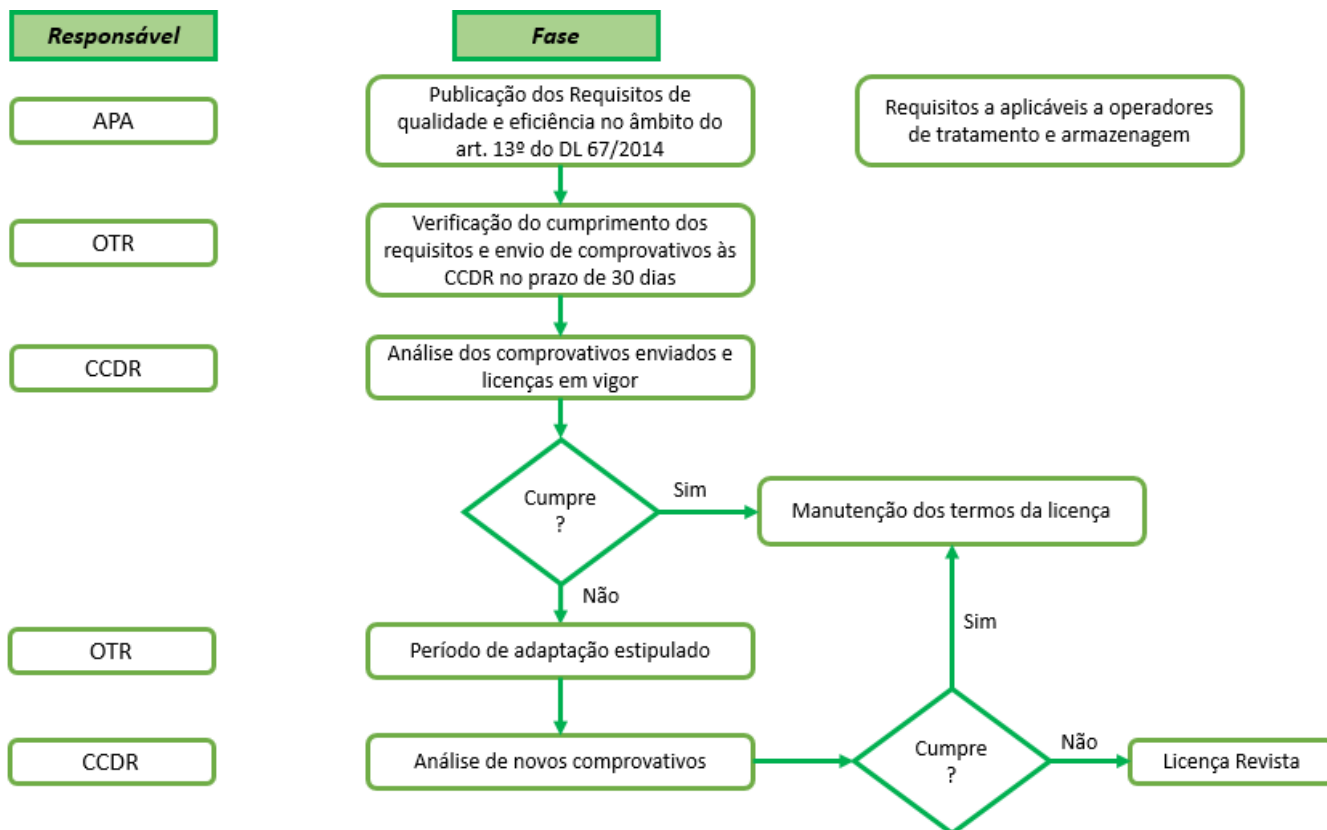 Responsável
Fase
APA
Publicação dos Requisitos de
qualidade e eficiência no âmbito do
art. 13º do DL 67/2014
Requisitos a aplicáveis a operadores
de tratamento e armazenagem
OTR
Verificação do cumprimento dos
requisitos e envio de comprovativos às
CCDR no prazo de 30 dias
CCDR
Análise dos comprovativos enviados e
licenças em vigor
Cumpre
?
Sim
Manutenção dos termos da licença
Não
Sim
OTR
Período de adaptação estipulado
CCDR
Análise de novos comprovativos
Cumpre
?
Não
Licença Revista